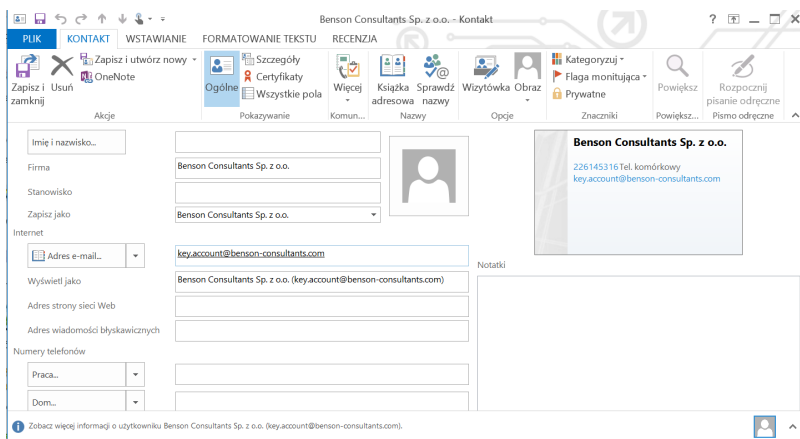 Benson Consultants Sp. z o.o. - Kontakt
PLIK KONTAKT WSTAWIANIE FORMATOWANIE TEKSTU RECENZJA
Zapisz i zamknij
Usuń
Zapisz i utwórz nowy
OneNote
Akcje
Ogólne
Szczegóły
Certyfikaty
Wszystkie pola
Pokazywanie
Więcej
Komun...
Książka adresowa
Sprawdź nazwy
Nazwy
Wizytówka
Obraz
Opcje
Kategoryzuj
Flaga monitująca
Prywatne
Znaczniki
Powiększ
Powiększ...
Rozpocznij pisanie odręczne
Pismo odręczne
Imię i nazwisko...
Firma
Benson Consultants Sp. z o.o.
Stanowisko
Zapisz jako
Benson Consultants Sp. z o.o.
Internet
Adres e-mail...
key.account@benson-consultants.com
Wyświetl jako
Benson Consultants Sp. z o.o. (key.account@benson-consultants.com)
Adres strony sieci Web
Adres wiadomości błyskawicznych
Numery telefonów
Praca...
Dom...
Benson Consultants Sp. z o.o.
226145316 Tel. komórkowy
key.account@benson-consultants.com
Notatki
Zobacz więcej informacji o użytkowniku Benson Consultants Sp. z o.o. (key.account@benson-consultants.com).